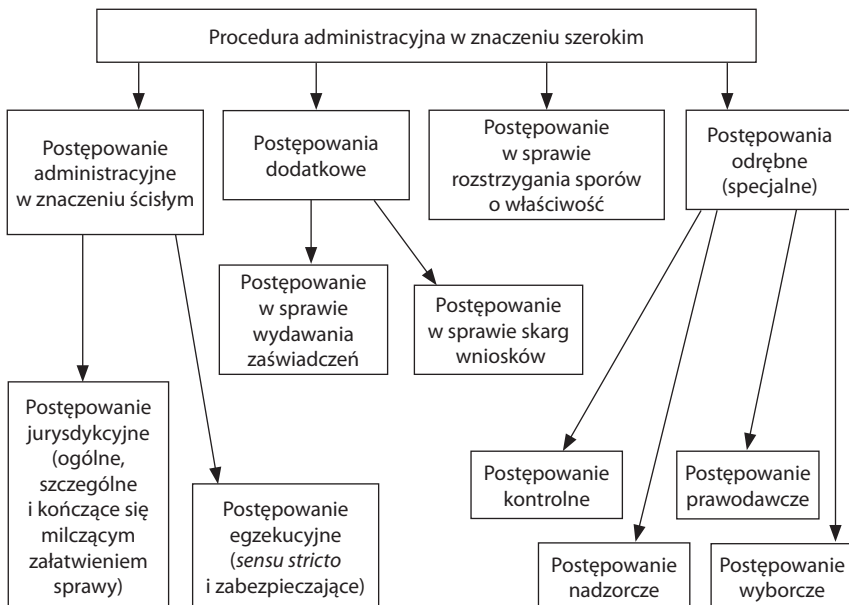 Procedura administracyjna w znaczeniu szerokim
Postępowanie
administracyjne
w znaczeniu ścisłym
Postępowania
dodatkowe
Postępowanie
w sprawie
rozstrzygania sporów
o właściwość
Postępowania
odrębne
(specjalne)
Postępowanie
w sprawie
wydawania
zaświadczeń
Postępowanie
w sprawie skarg
wniosków
Postępowanie
jurysdykcyjne
(ogólne,
szczególne
i kończące się
milczącym
załatwieniem
sprawy)
Postępowanie
egzekucyjne
(sensu stricto
i zabezpieczające)
Postępowanie
kontrolne
Postępowanie
prawodawcze
Postępowanie
nadzorcze
Postępowanie
wyborcze